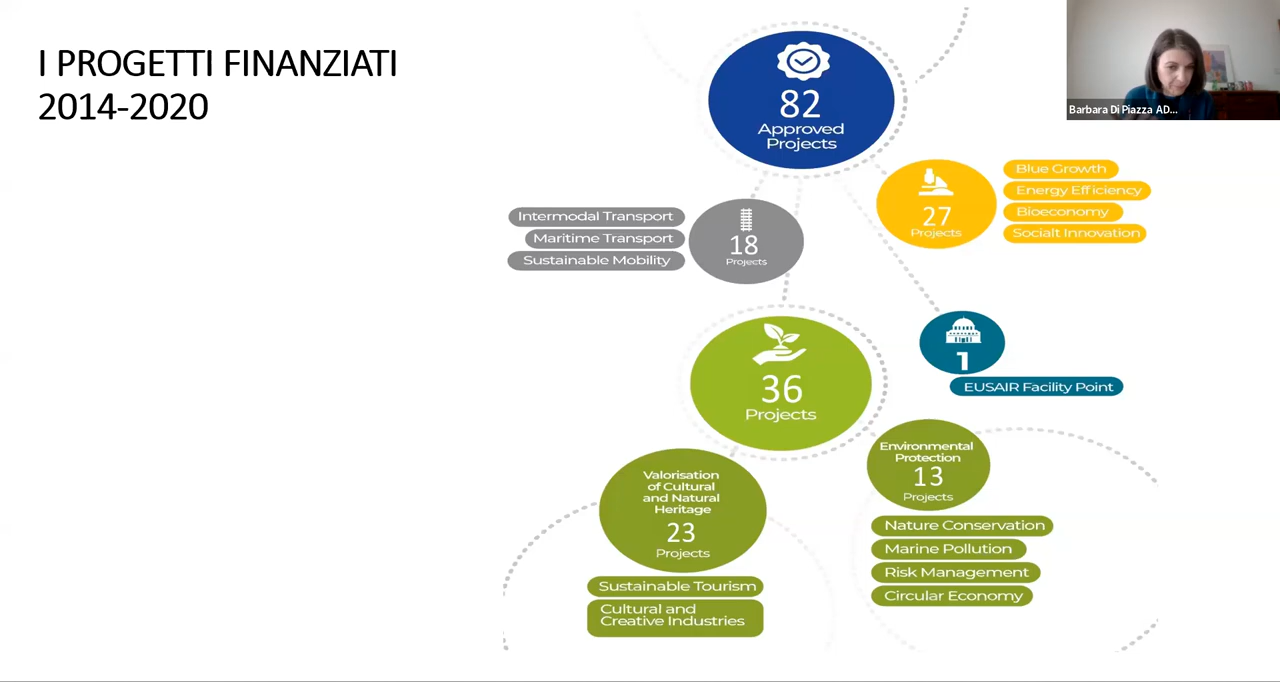 I PROGETTI FINANZIATI
2014-2020
82
Approved
Projects
Barbara Di Piazza AD...
27
Projects
Blue Growth
Energy Efficiency
Bioeconomy
Socialt Innovation
Intermodal Transport
Maritime Transport
Sustainable Mobility
18
Projects
36
Projects
1
EUSAIR Facility Point
Valorisation
of Cultural
and Natural
Heritage
23
Projects
Sustainable Tourism
Cultural and
Creative Industries
Environmental
Protection
13
Projects
Nature Conservation
Marine Pollution
Risk Management
Circular Economy